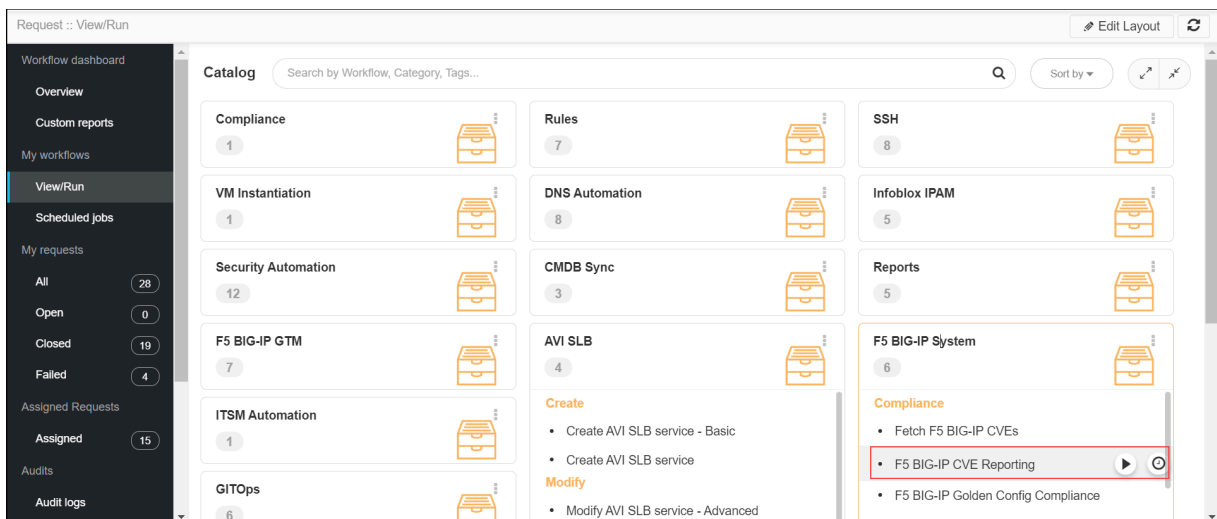 Request :: View/Run
Edit Layout
Workflow dashboard
Overview
Custom reports
My workflows
View/Run
Scheduled jobs
My requests
All 28
Open 0
Closed 19
Failed 4
Assigned Requests
Assigned 15
Audits
Audit logs
Catalog
Search by Workflow, Category, Tags...
Sort by
Compliance
1
Rules
7
SSH
8
VM Instantiation
1
DNS Automation
8
Infoblox IPAM
5
Security Automation
12
CMDB Sync
3
Reports
5
F5 BIG-IP GTM
7
AVI SLB
4
Create
• Create AVI SLB service - Basic
• Create AVI SLB service
Modify
• Modify AVI SLB service - Advanced
F5 BIG-IP System
6
Compliance
• Fetch F5 BIG-IP CVEs
• F5 BIG-IP CVE Reporting
• F5 BIG-IP Golden Config Compliance
ITSM Automation
1
GITOps
6